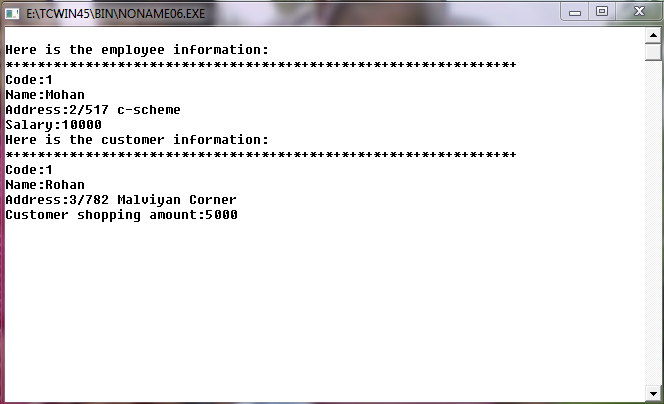 E:\TCWIN45\BIN\NONAME06.EXE
Here is the employee information:
****************************************************************
Code:1
Name:Mohan
Address:2/517 c-scheme
Salary:10000
Here is the customer information:
****************************************************************
Code:1
Name:Rohan
Address:3/782 Malviyan Corner
Customer shopping amount:5000